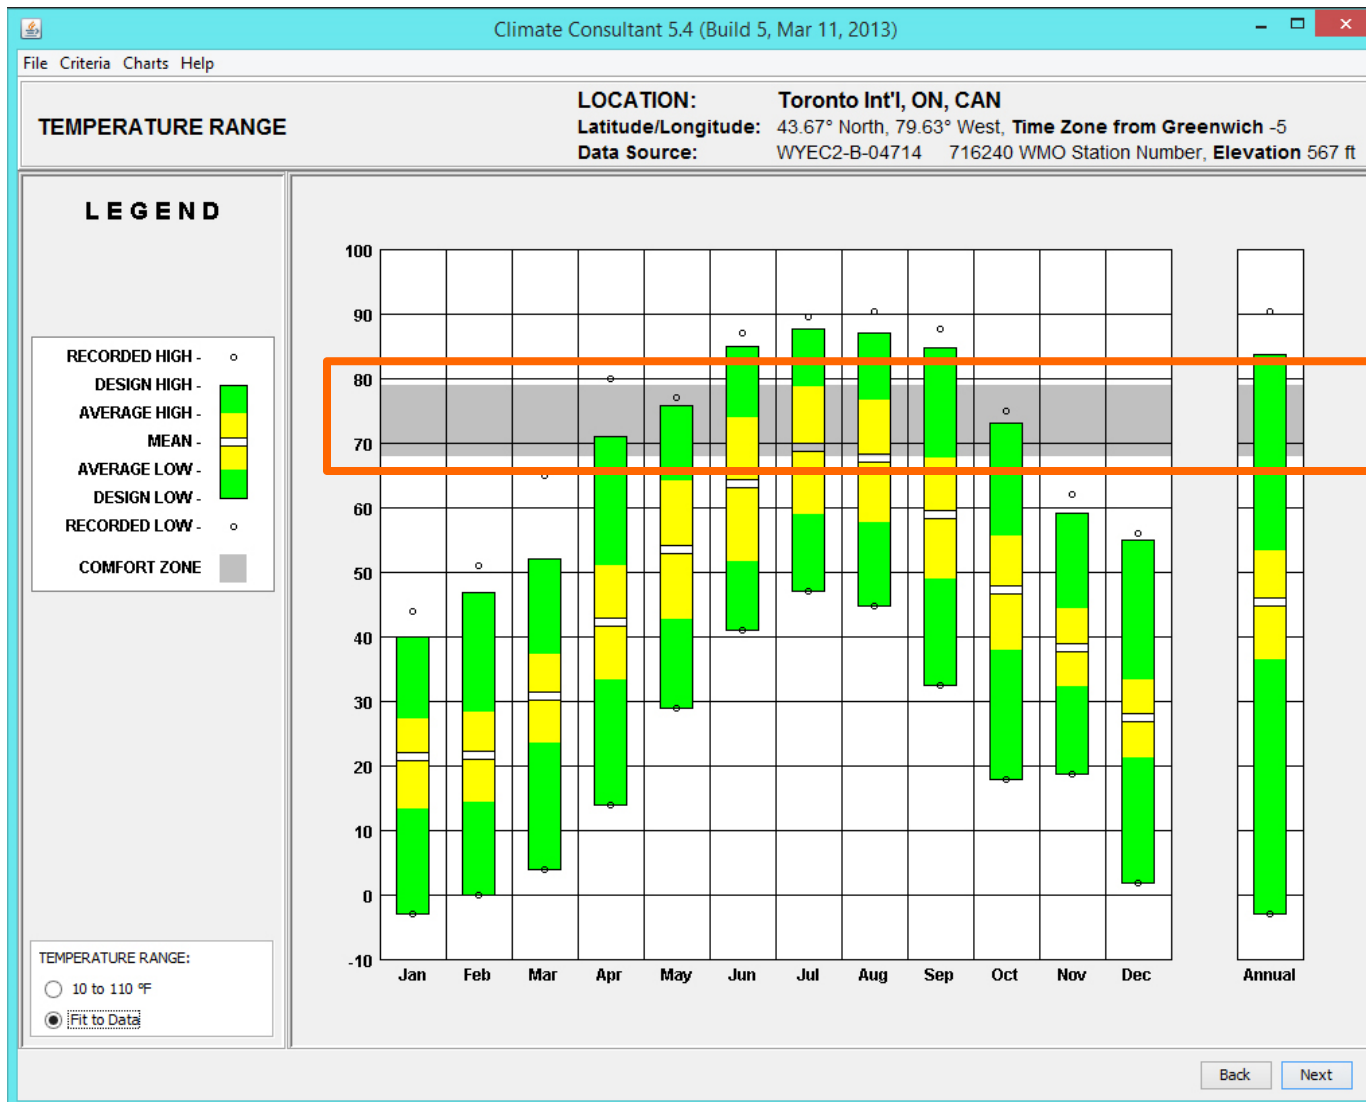 Climate Consultant 5.4 (Build 5, Mar 11, 2013)
File Criteria Charts Help
TEMPERATURE RANGE
LOCATION: Toronto Int'l, ON, CAN
Latitude/Longitude: 43.67° North, 79.63° West, Time Zone from Greenwich -5
Data Source: WYEC2-B-04714 716240 WMO Station Number, Elevation 567 ft
LEGEND
RECORDED HIGH -
DESIGN HIGH -
AVERAGE HIGH -
MEAN -
AVERAGE LOW -
DESIGN LOW -
RECORDED LOW -
COMFORT ZONE
TEMPERATURE RANGE:
10 to 110 °F
Fit to Data
100
90
80
70
60
50
40
30
20
10
0
-10
Jan Feb Mar Apr May Jun Jul Aug Sep Oct Nov Dec Annual
Back Next